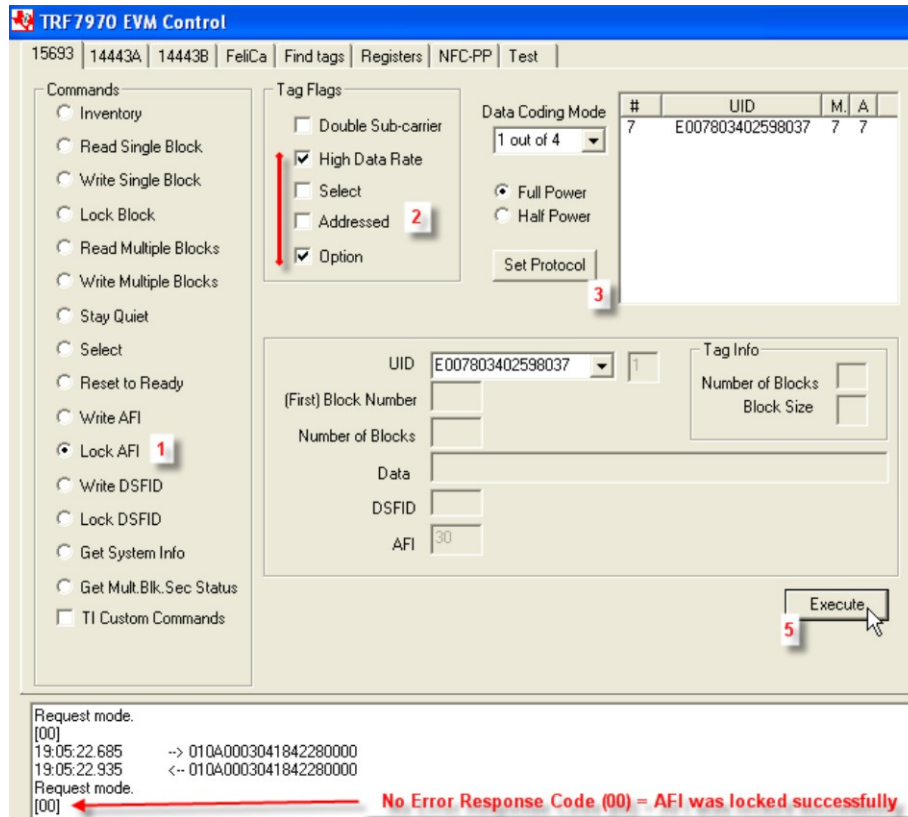 TRF7970 EVM Control
15693 14443A 14443B FeliCa Find tags Registers NFC-PP Test
Commands
Inventory
Read Single Block
Write Single Block
Lock Block
Read Multiple Blocks
Write Multiple Blocks
Stay Quiet
Select
Reset to Ready
Write AFI
Lock AFI 1
Write DSFID
Lock DSFID
Get System Info
Get Mult.Blk.Sec Status
TI Custom Commands
Tag Flags
Double Sub-carrier
High Data Rate
Select
Addressed 2
Option
Data Coding Mode
1 out of 4
Full Power
Half Power
Set Protocol
3
# UID M. A
7 E007803402598037 7 7
UID E007803402598037 1
(First) Block Number
Number of Blocks
Data
DSFID
AFI 30
Tag Info
Number of Blocks
Block Size
Execute
5
Request mode.
[00]
19:05:22.685 --> 010A0003041842280000
19:05:22.935 <-- 010A0003041842280000
Request mode.
[00] No Error Response Code (00) = AFI was locked successfully